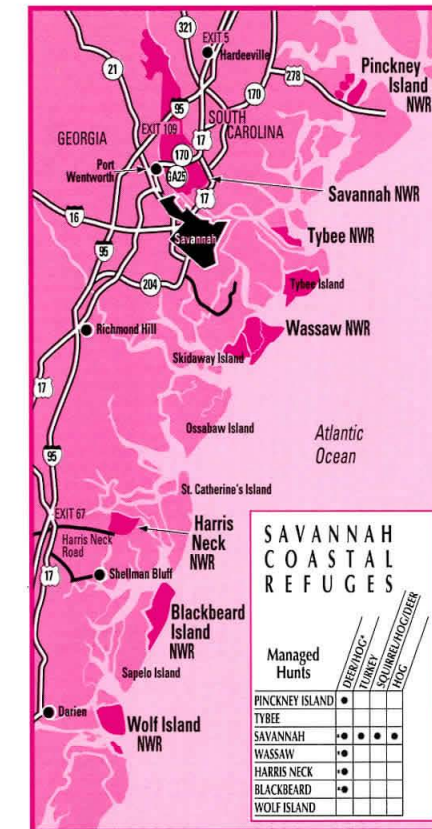 321
EXIT 5
Hardeeville
21
278
Pinckney
Island
NWR
170
95
17
SOUTH
CAROLINA
GEORGIA
EXIT 109
170
Port
Wentworth
GA25
17
Savannah NWR
16
Savannah
Tybee NWR
95
204
Tybee Island
Richmond Hill
Wassaw NWR
Skidaway Island
17
Ossabaw Island
Atlantic
Ocean
95
St. Catherine's Island
EXIT 67
Harris
Neck
NWR
Harris Neck
Road
17
Shellman Bluff
Blackbeard
Island
NWR
Sapelo Island
Darien
Wolf Island
NWR
SAVANNAH
COASTAL
REFUGES
Managed
Hunts
DEER/HOG*
TURKEY
SQUIRREL/HOG/DEER
HOG
PINCKNEY ISLAND
TYBEE
SAVANNAH
WASSAW
HARRIS NECK
BLACKBEARD
WOLF ISLAND